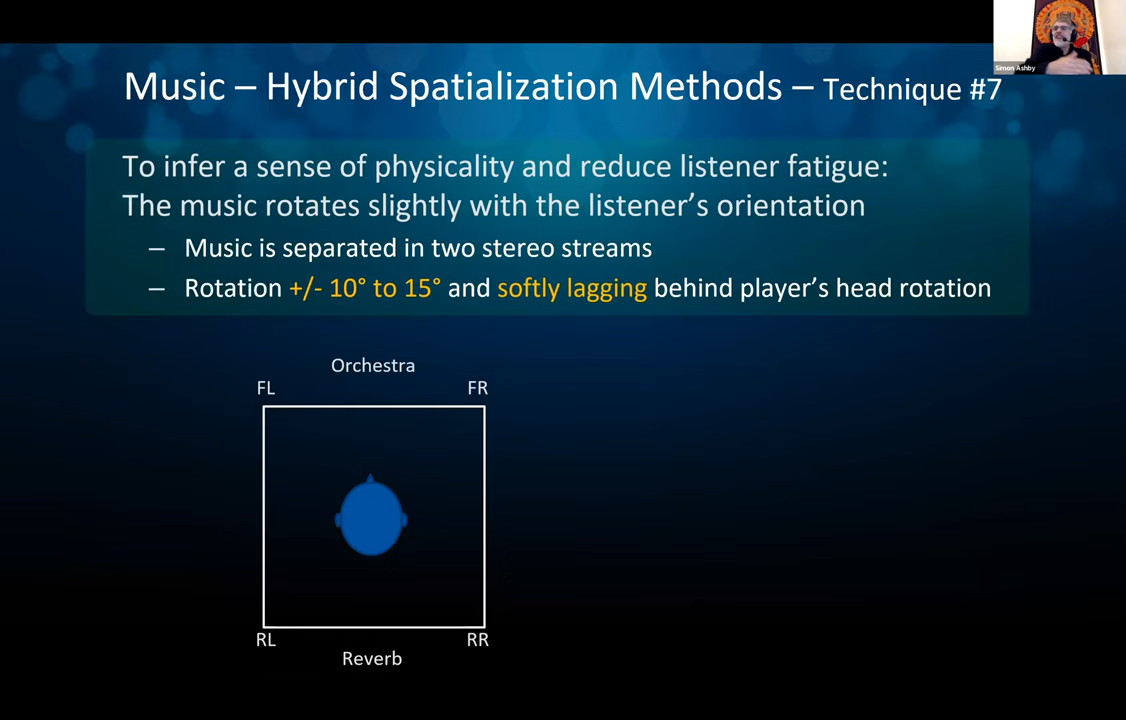 Simon Ashby
Music – Hybrid Spatialization Methods – Technique #7
To infer a sense of physicality and reduce listener fatigue:
The music rotates slightly with the listener’s orientation
– Music is separated in two stereo streams
– Rotation +/- 10° to 15° and softly lagging behind player’s head rotation
Orchestra
FL FR
RL RR
Reverb